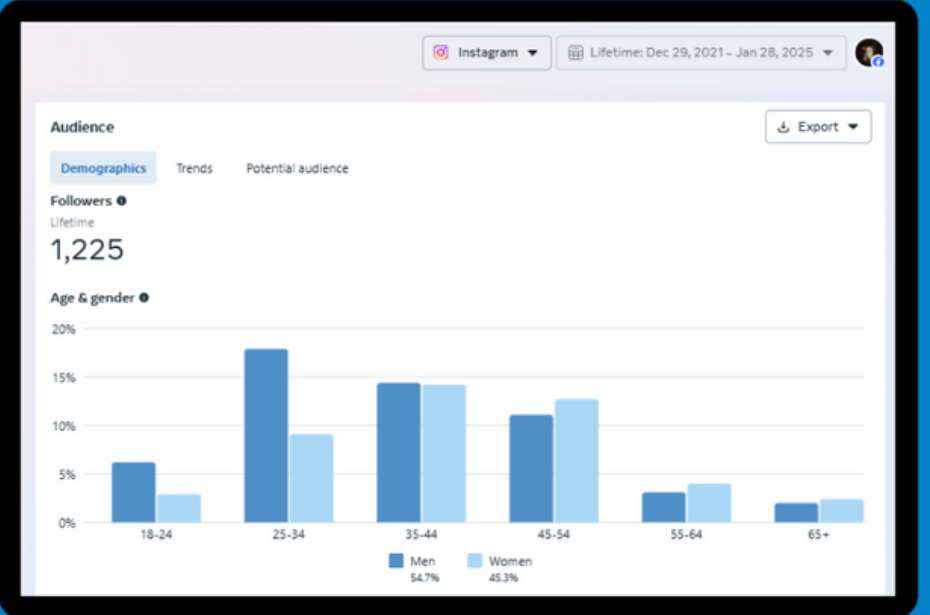 Instagram
Lifetime: Dec 29, 2021 – Jan 28, 2025
Audience
Export
Demographics Trends Potential audience
Followers
Lifetime
1,225
Age & gender
20%
15%
10%
5%
0%
18-24 25-34 35-44 45-54 55-64 65+
Men Women
54.7% 45.3%